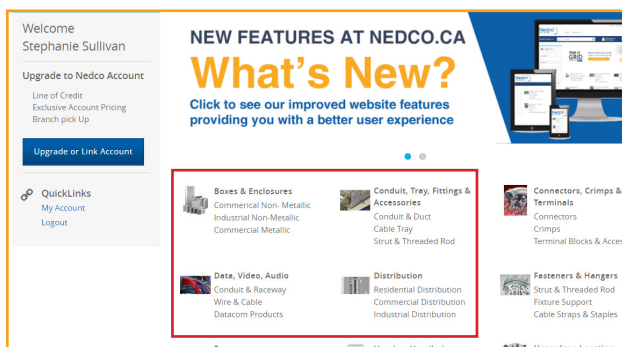 Welcome
Stephanie Sullivan
Upgrade to Nedco Account
Line of Credit
Exclusive Account Pricing
Branch pick Up
Upgrade or Link Account
QuickLinks
My Account
Logout
NEW FEATURES AT NEDCO.CA
What's New?
Click to see our improved website features
providing you with a better user experience
Boxes & Enclosures
Commerical Non- Metallic
Industrial Non-Metallic
Commercial Metallic
Conduit, Tray, Fittings &
Accessories
Conduit & Duct
Cable Tray
Strut & Threaded Rod
Connectors, Crimps &
Terminals
Connectors
Crimps
Terminal Blocks & Acces
Data, Video, Audio
Conduit & Raceway
Wire & Cable
Datacom Products
Distribution
Residential Distribution
Commercial Distribution
Industrial Distribution
Fasteners & Hangers
Strut & Threaded Rod
Fixture Support
Cable Straps & Staples